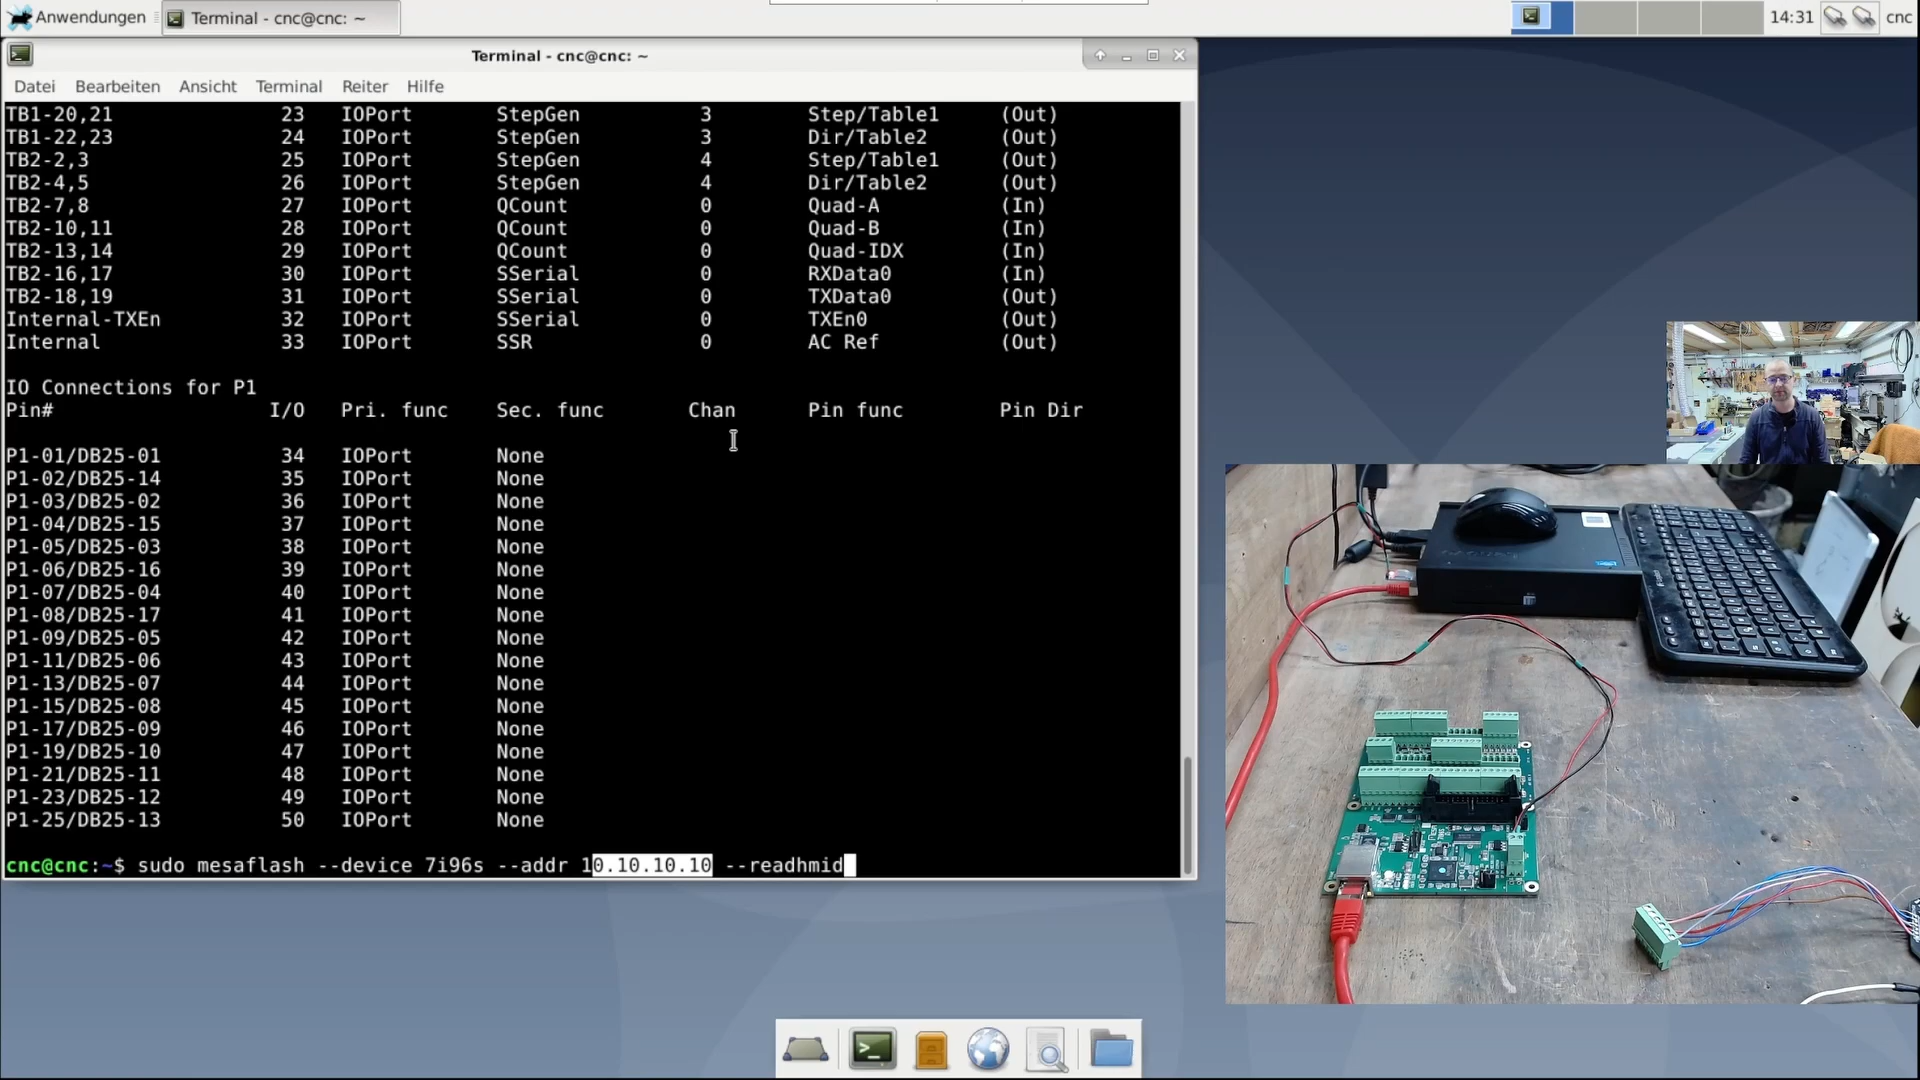 Anwendungen
Terminal - cnc@cnc: ~
14:31
cnc
Terminal - cnc@cnc: ~
Datei Bearbeiten Ansicht Terminal Reiter Hilfe
TB1-20,21 23 IOPort StepGen 3 Step/Table1 (Out)
TB1-22,23 24 IOPort StepGen 3 Dir/Table2 (Out)
TB2-2,3 25 IOPort StepGen 4 Step/Table1 (Out)
TB2-4,5 26 IOPort StepGen 4 Dir/Table2 (Out)
TB2-7,8 27 IOPort QCount 0 Quad-A (In)
TB2-10,11 28 IOPort QCount 0 Quad-B (In)
TB2-13,14 29 IOPort QCount 0 Quad-IDX (In)
TB2-16,17 30 IOPort SSerial 0 RXData0 (In)
TB2-18,19 31 IOPort SSerial 0 TXData0 (Out)
Internal-TXEn 32 IOPort SSerial 0 TXEn0 (Out)
Internal 33 IOPort SSR 0 AC Ref (Out)
IO Connections for P1
Pin# I/O Pri. func Sec. func Chan Pin func Pin Dir
P1-01/DB25-01 34 IOPort None
P1-02/DB25-14 35 IOPort None
P1-03/DB25-02 36 IOPort None
P1-04/DB25-15 37 IOPort None
P1-05/DB25-03 38 IOPort None
P1-06/DB25-16 39 IOPort None
P1-07/DB25-04 40 IOPort None
P1-08/DB25-17 41 IOPort None
P1-09/DB25-05 42 IOPort None
P1-11/DB25-06 43 IOPort None
P1-13/DB25-07 44 IOPort None
P1-15/DB25-08 45 IOPort None
P1-17/DB25-09 46 IOPort None
P1-19/DB25-10 47 IOPort None
P1-21/DB25-11 48 IOPort None
P1-23/DB25-12 49 IOPort None
P1-25/DB25-13 50 IOPort None
cnc@cnc:~$ sudo mesaflash --device 7i96s --addr 10.10.10.10 --readhmid